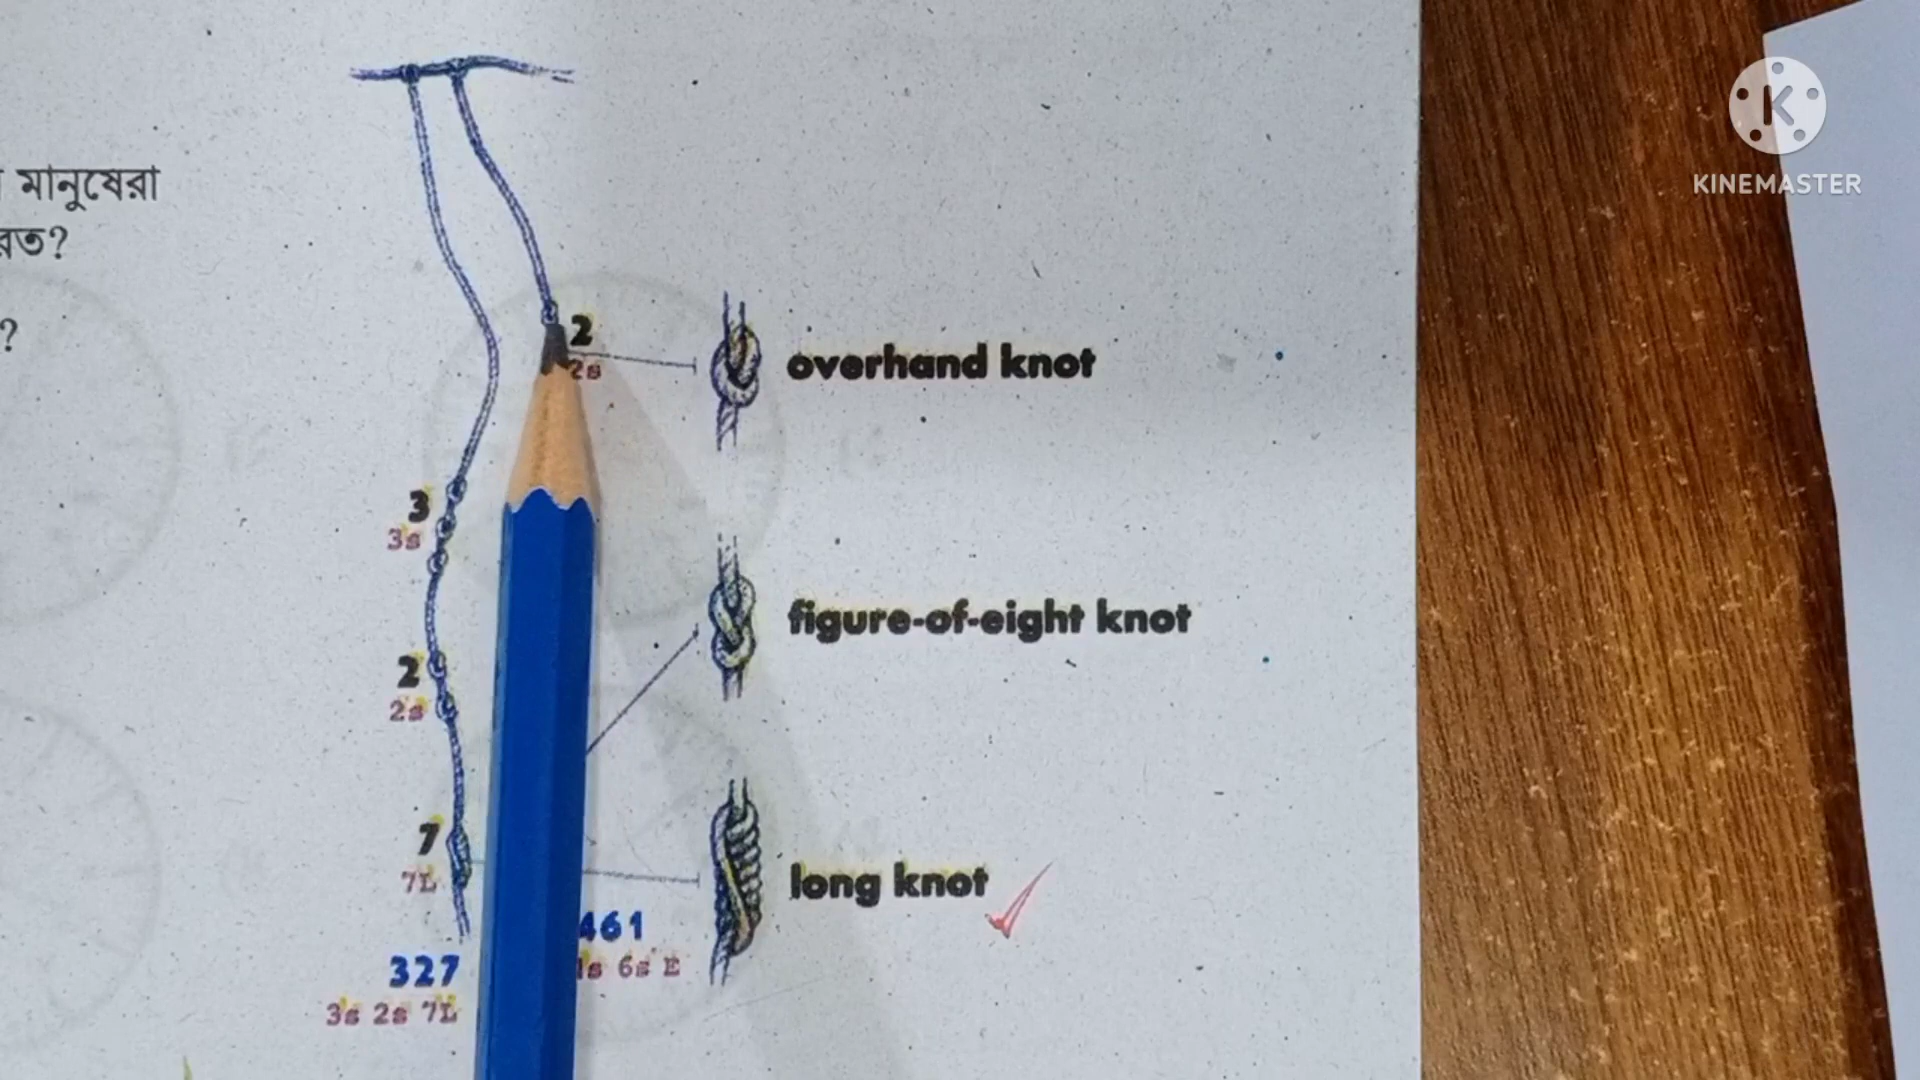 মানুষেরা
রত?
?
KINEMASTER
2
2s
overhand knot
3
3s
2
2s
figure-of-eight knot
7
7L
long knot
461
1s 6s E
327
3s 2s 7L